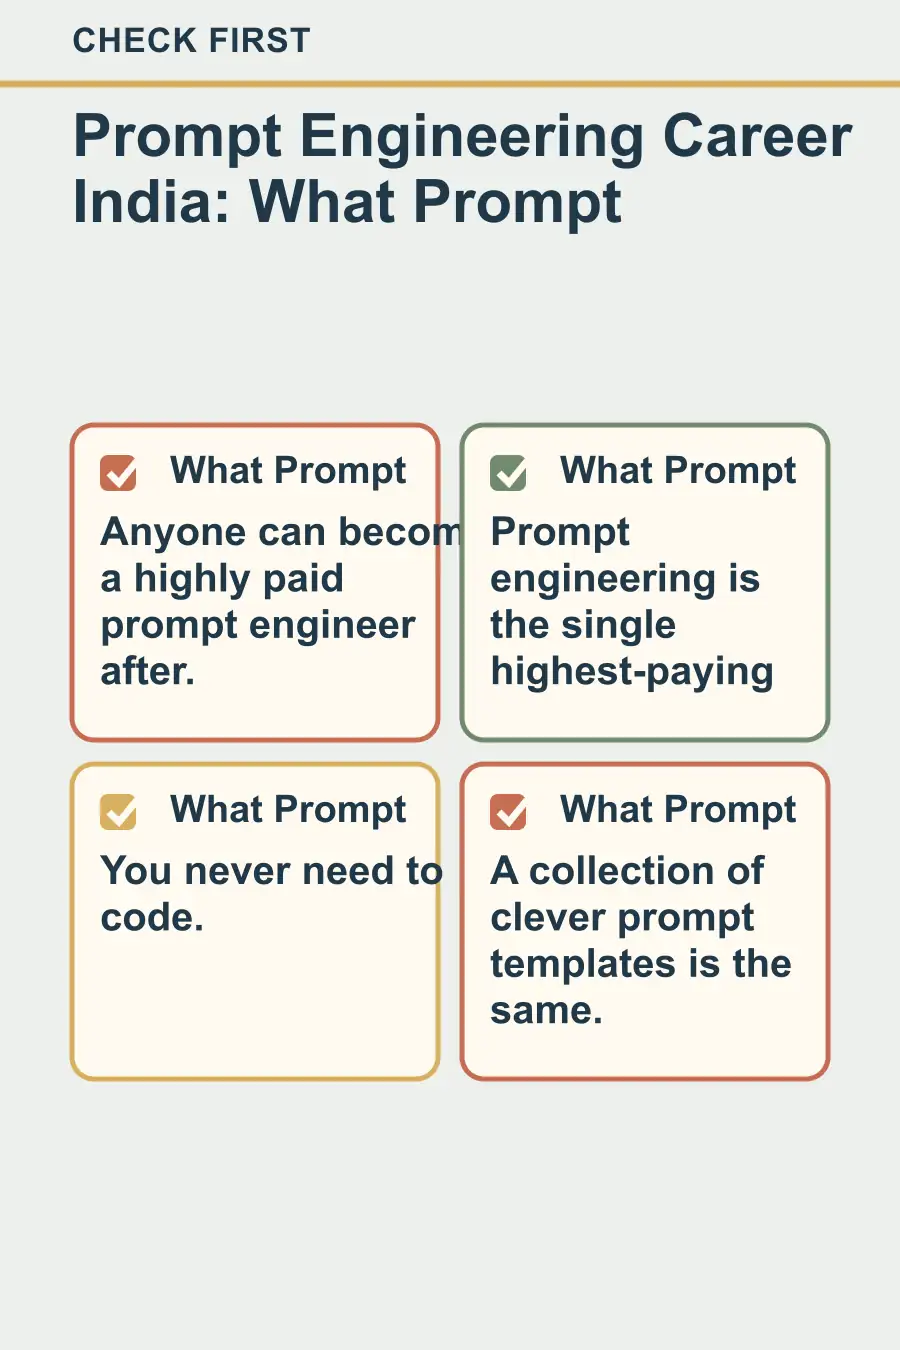 CHECK FIRST
Prompt Engineering Career
India: What Prompt
What Prompt
Anyone can becom
a highly paid
prompt engineer
after.
What Prompt
Prompt
engineering is
the single
highest-paying
What Prompt
You never need to
code.
What Prompt
A collection of
clever prompt
templates is the
same.